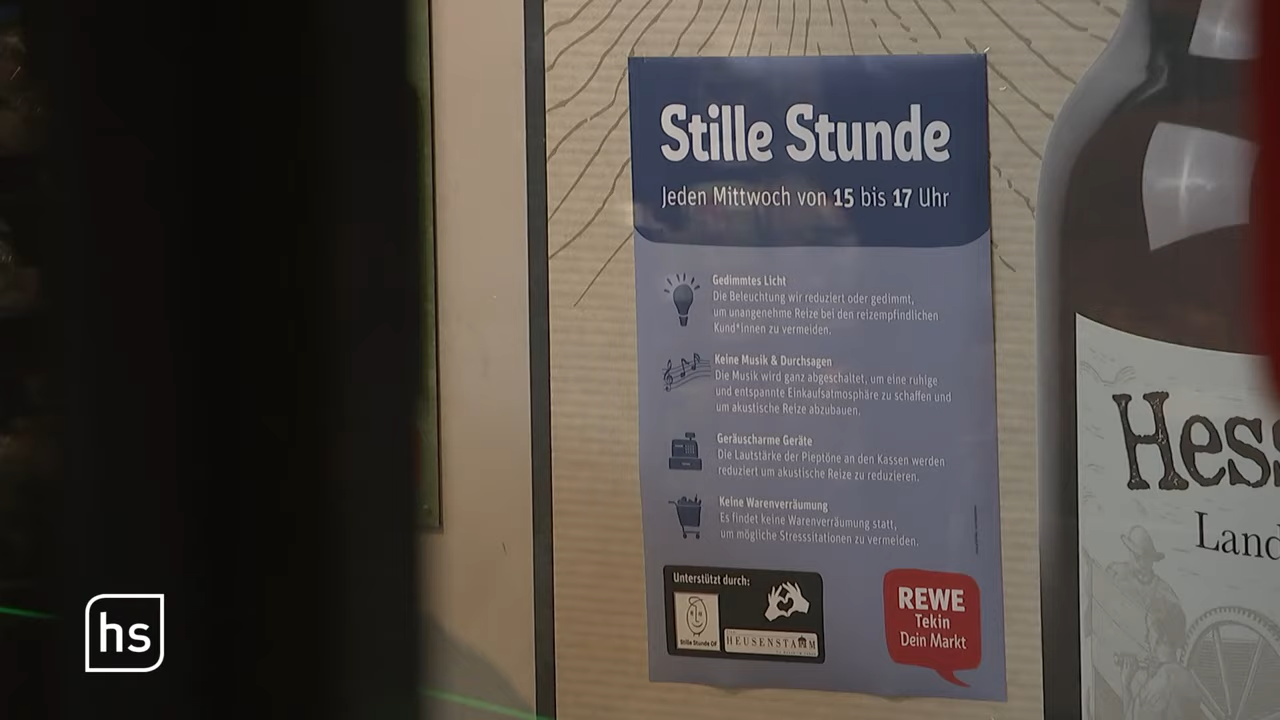 Stille Stunde
Jeden Mittwoch von 15 bis 17 Uhr
Gedimmtes Licht
Die Beleuchtung wir reduziert oder gedimmt,
um unangenehme Reize bei den reizempfindlichen
Kund*innen zu vermeiden.
Keine Musik & Durchsagen
Die Musik wird ganz abgeschaltet, um eine ruhige
und entspannte Einkaufsatmosphäre zu schaffen und
um akustische Reize abzubauen.
Geräuscharme Geräte
Die Lautstärke der Pieptöne an den Kassen werden
reduziert um akustische Reize zu reduzieren.
Keine Warenverräumung
Es findet keine Warenverräumung statt,
um mögliche Stresssitationen zu vermeiden.
Unterstützt durch:
Stille Stunde OF
HEUSENSTAMM
REWE
Tekin
Dein Markt
Hess
Land
hs